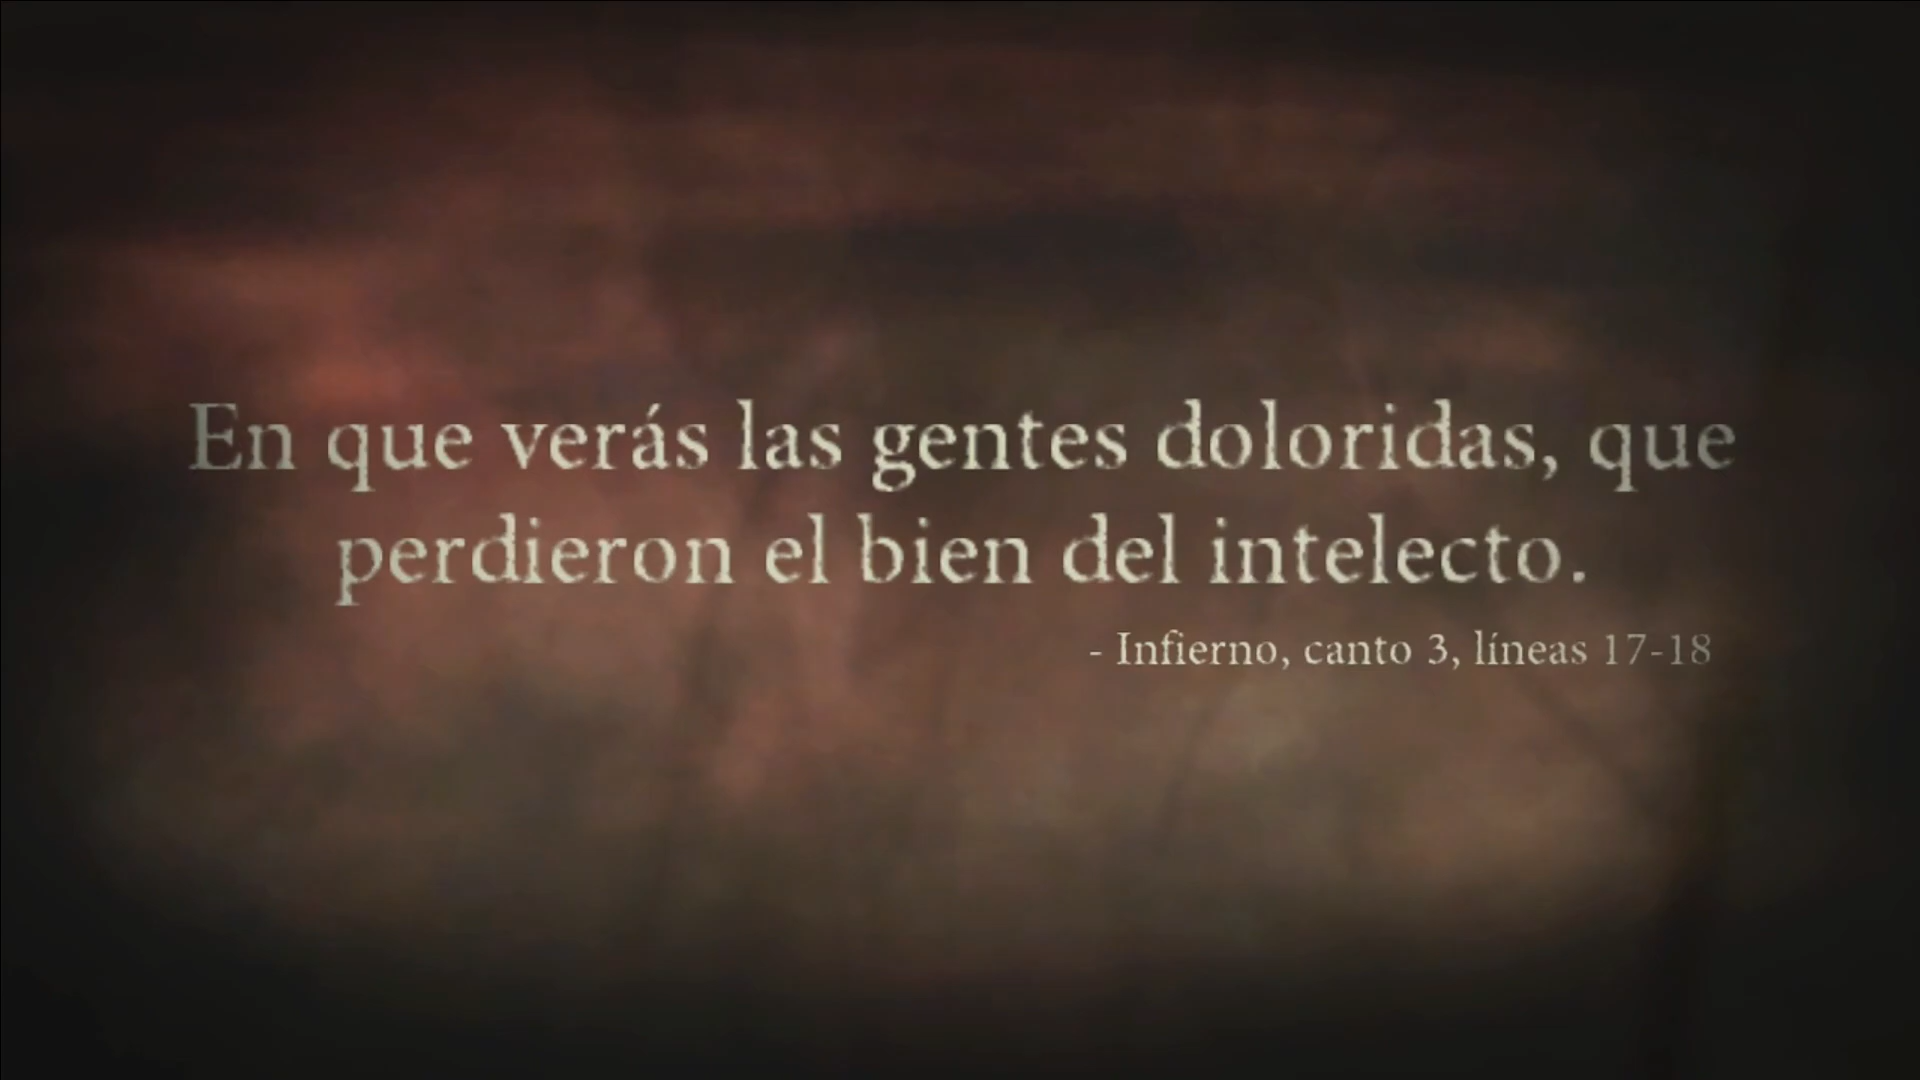 En que verás las gentes doloridas, que
perdieron el bien del intelecto.
- Infierno, canto 3, líneas 17-18